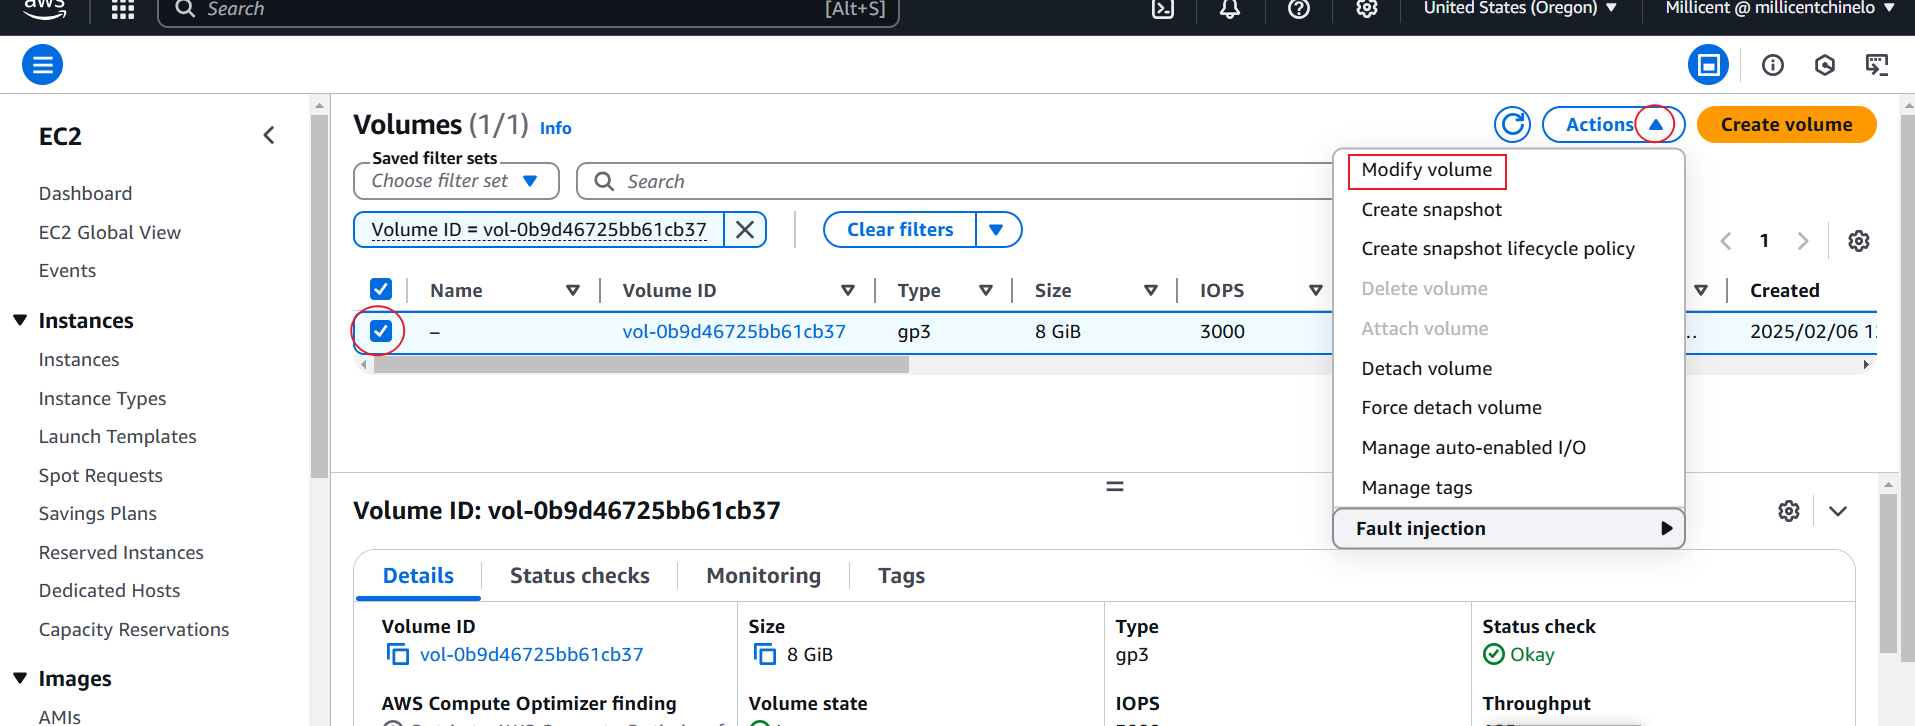 aws
Search [Alt+S]
United States (Oregon)
Millicent @ millicentchinelo
EC2
Dashboard
EC2 Global View
Events
Instances
Instances
Instance Types
Launch Templates
Spot Requests
Savings Plans
Reserved Instances
Dedicated Hosts
Capacity Reservations
Images
AMIs
Volumes (1/1) Info
Actions
Create volume
Saved filter sets
Choose filter set
Search
Volume ID = vol-0b9d46725bb61cb37
Clear filters
1
Name Volume ID Type Size IOPS Created
– vol-0b9d46725bb61cb37 gp3 8 GiB 3000 ... 2025/02/06
Modify volume
Create snapshot
Create snapshot lifecycle policy
Delete volume
Attach volume
Detach volume
Force detach volume
Manage auto-enabled I/O
Manage tags
Fault injection
Volume ID: vol-0b9d46725bb61cb37
Details Status checks Monitoring Tags
Volume ID
vol-0b9d46725bb61cb37
Size
8 GiB
Type
gp3
Status check
Okay
AWS Compute Optimizer finding
Volume state
IOPS
Throughput